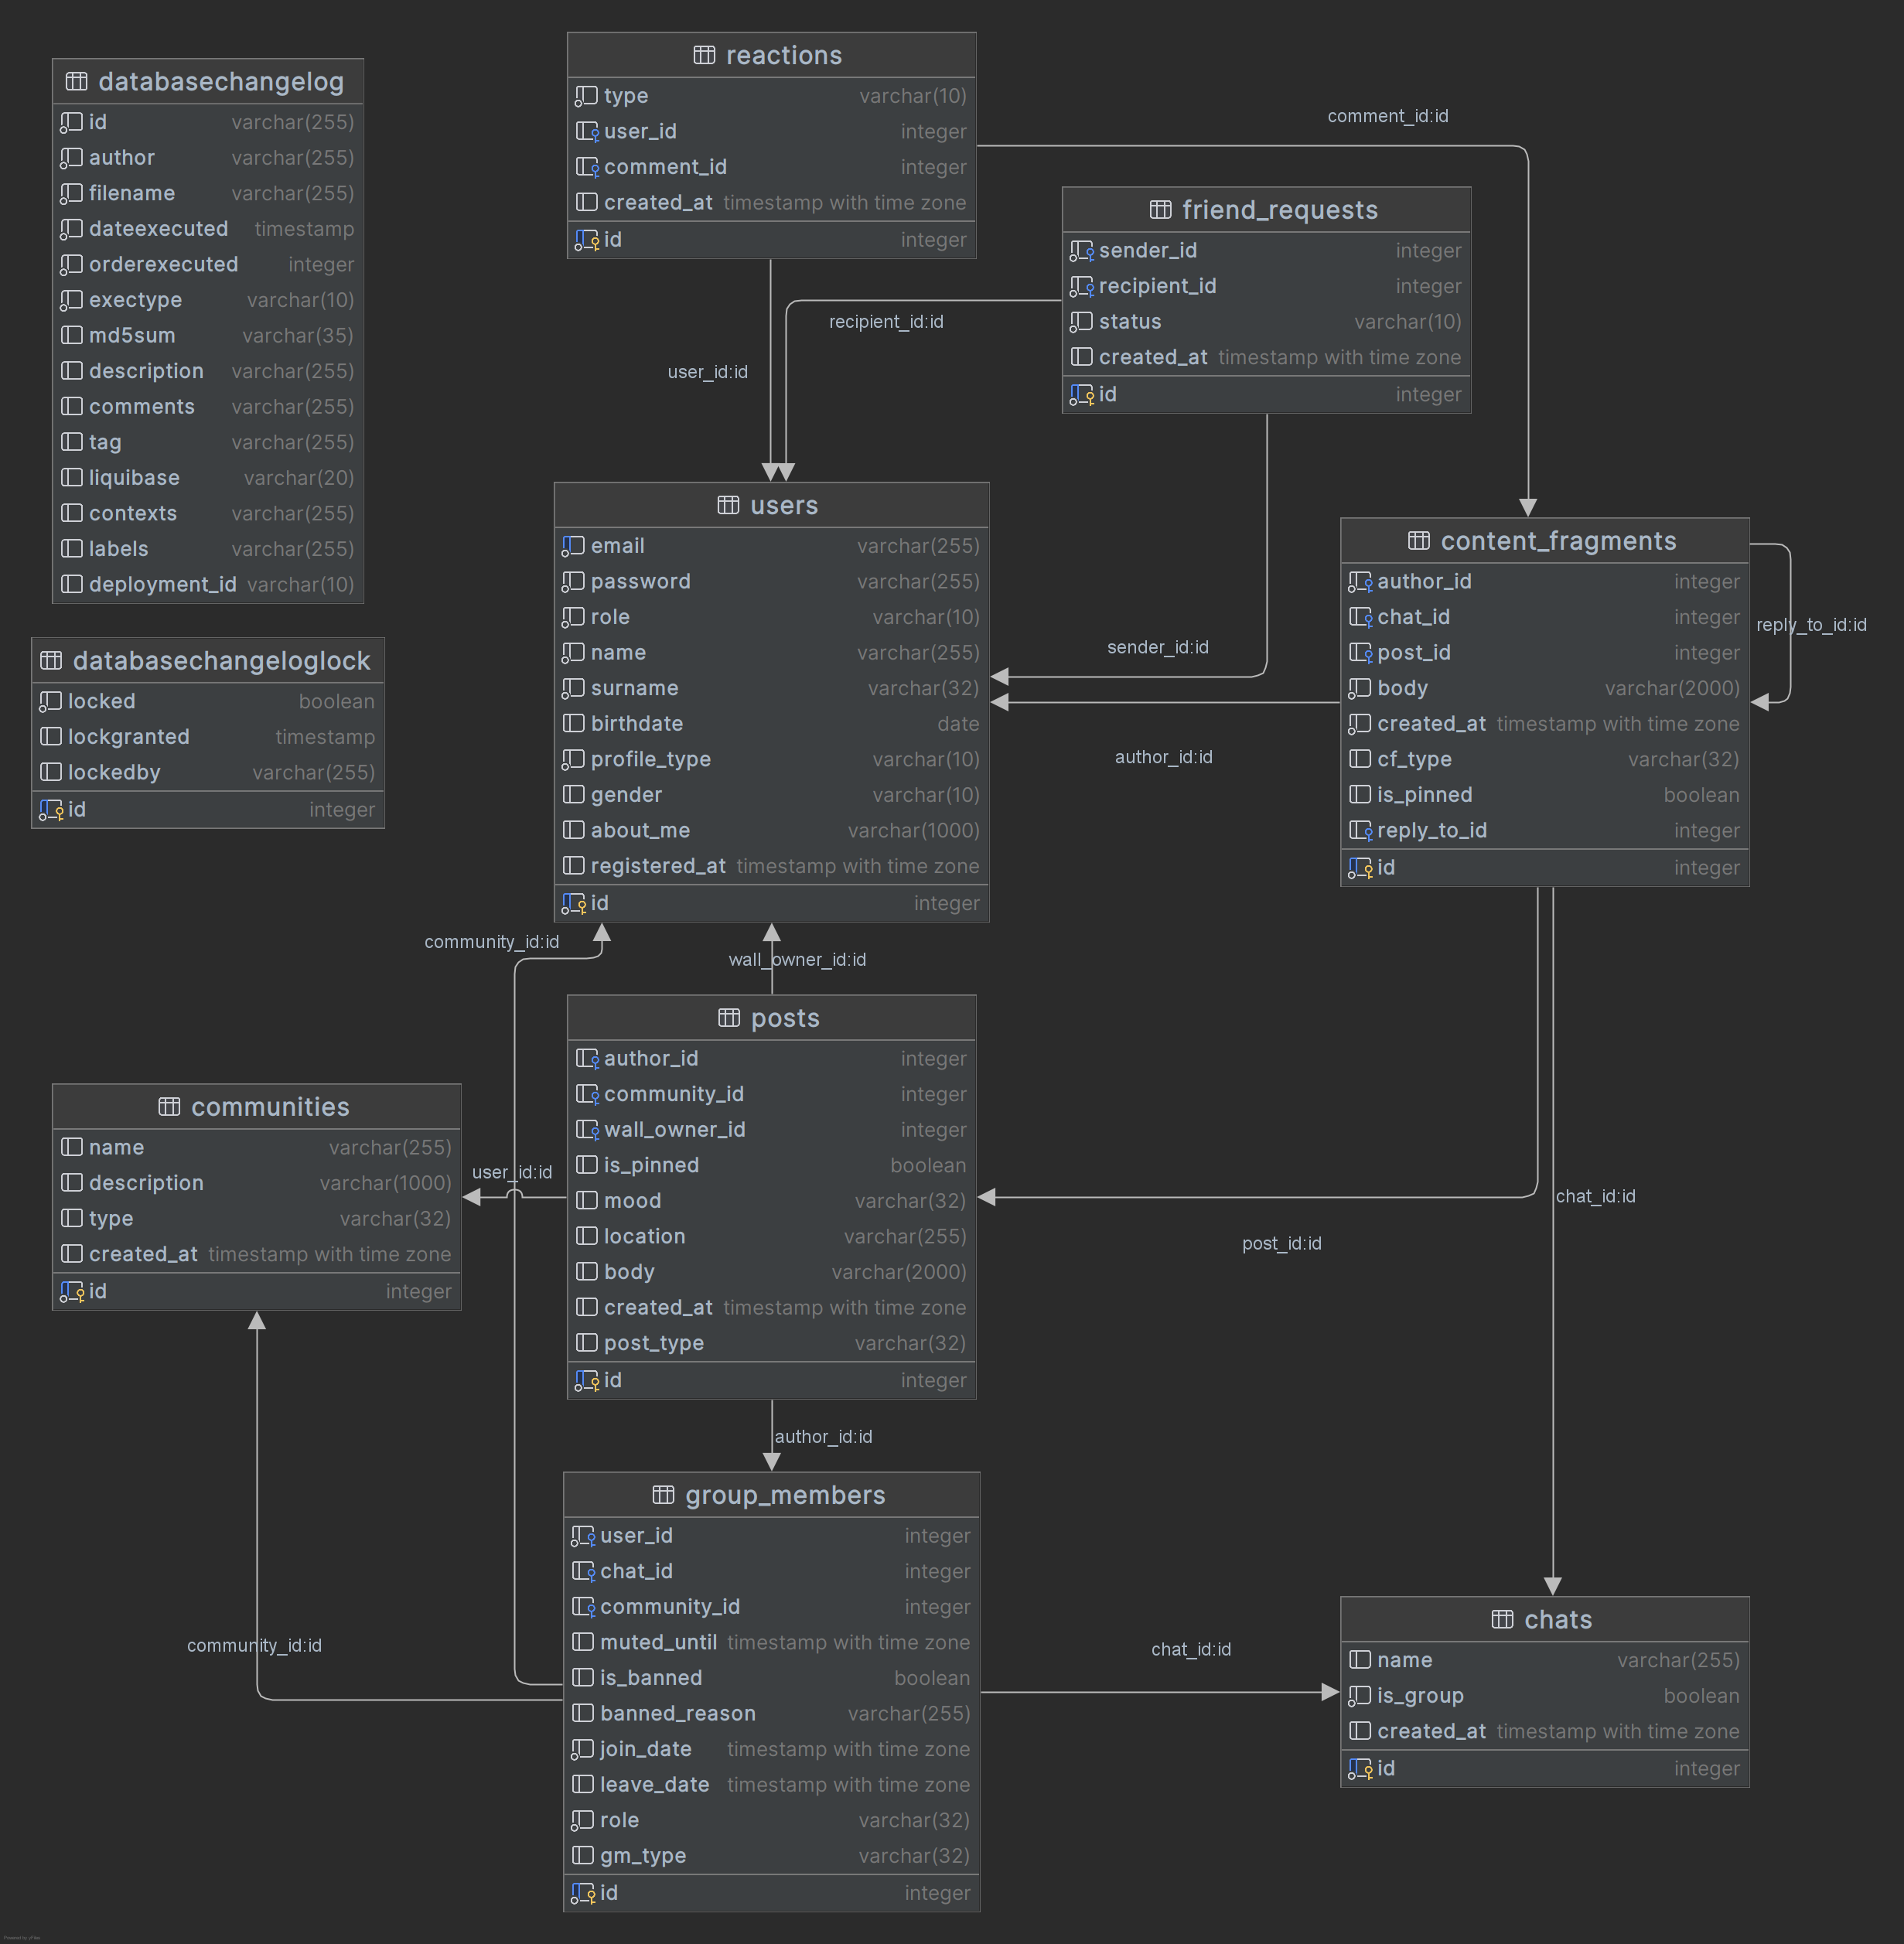 databasechangelog
id varchar(255)
author varchar(255)
filename varchar(255)
dateexecuted timestamp
orderexecuted integer
exectype varchar(10)
md5sum varchar(35)
description varchar(255)
comments varchar(255)
tag varchar(255)
liquibase varchar(20)
contexts varchar(255)
labels varchar(255)
deployment_id varchar(10)
databasechangeloglock
locked boolean
lockgranted timestamp
lockedby varchar(255)
id integer
reactions
type varchar(10)
user_id integer
comment_id integer
created_at timestamp with time zone
id integer
comment_id:id
friend_requests
sender_id integer
recipient_id integer
status varchar(10)
created_at timestamp with time zone
id integer
recipient_id:id
user_id:id
users
email varchar(255)
password varchar(255)
role varchar(10)
name varchar(255)
surname varchar(32)
birthdate date
profile_type varchar(10)
gender varchar(10)
about_me varchar(1000)
registered_at timestamp with time zone
id integer
sender_id:id
author_id:id
content_fragments
author_id integer
chat_id integer
post_id integer
body varchar(2000)
created_at timestamp with time zone
cf_type varchar(32)
is_pinned boolean
reply_to_id integer
id integer
reply_to_id:id
community_id:id
wall_owner_id:id
posts
author_id integer
community_id integer
wall_owner_id integer
is_pinned boolean
mood varchar(32)
location varchar(255)
body varchar(2000)
created_at timestamp with time zone
post_type varchar(32)
id integer
communities
name varchar(255)
description varchar(1000)
type varchar(32)
created_at timestamp with time zone
id integer
user_id:id
chat_id:id
post_id:id
author_id:id
group_members
user_id integer
chat_id integer
community_id integer
muted_until timestamp with time zone
is_banned boolean
banned_reason varchar(255)
join_date timestamp with time zone
leave_date timestamp with time zone
role varchar(32)
gm_type varchar(32)
id integer
community_id:id
chat_id:id
chats
name varchar(255)
is_group boolean
created_at timestamp with time zone
id integer
Powered by yFiles